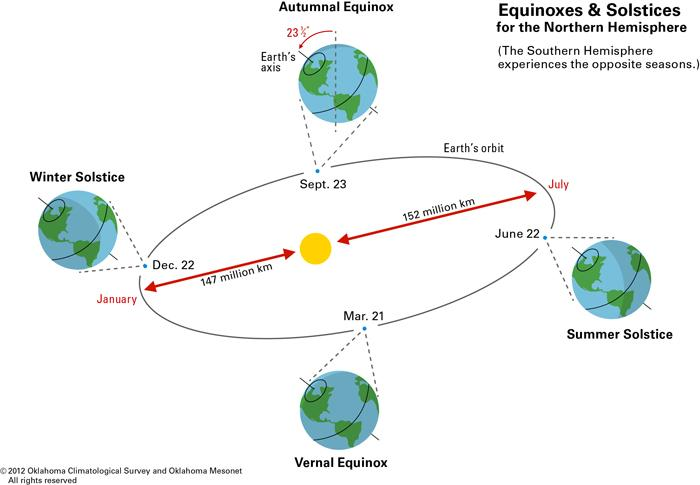 Autumnal Equinox
Equinoxes & Solstices
for the Northern Hemisphere
(The Southern Hemisphere
experiences the opposite seasons.)
23 ½°
Earth's
axis
Earth's orbit
Winter Solstice
Sept. 23
July
152 million km
June 22
Dec. 22
147 million km
January
Mar. 21
Summer Solstice
Vernal Equinox
© 2012 Oklahoma Climatological Survey and Oklahoma Mesonet
All rights reserved